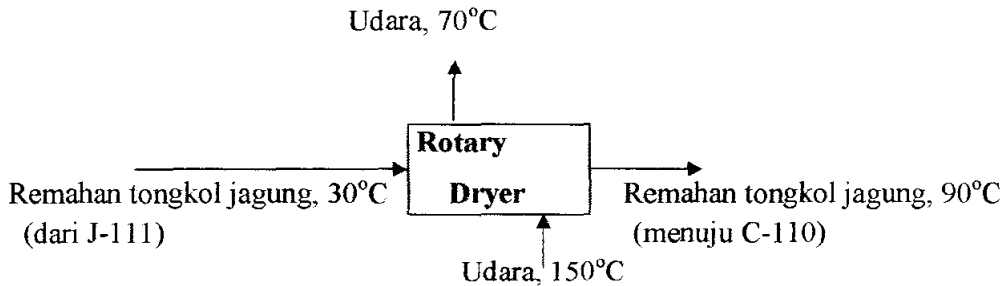 Udara, 70°C
Rotary
Dryer
Remahan tongkol jagung, 30°C
(dari J-111)
Remahan tongkol jagung, 90°C
(menuju C-110)
Udara, 150°C